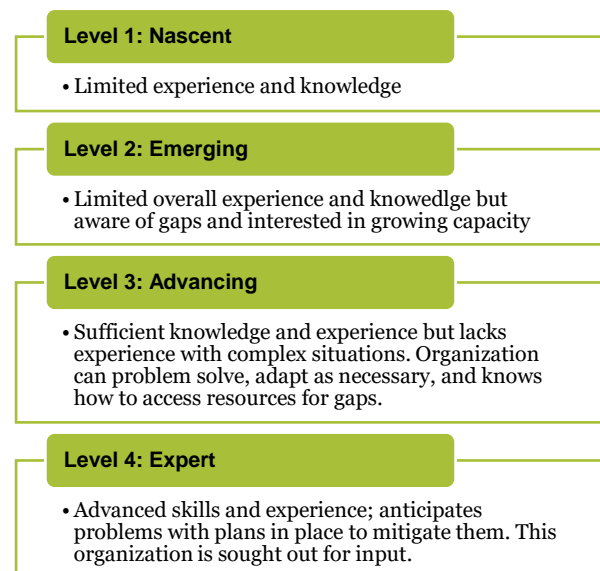 Level 1: Nascent
• Limited experience and knowledge
Level 2: Emerging
• Limited overall experience and knowedlge but
aware of gaps and interested in growing capacity
Level 3: Advancing
• Sufficient knowledge and experience but lacks
experience with complex situations. Organization
can problem solve, adapt as necessary, and knows
how to access resources for gaps.
Level 4: Expert
• Advanced skills and experience; anticipates
problems with plans in place to mitigate them. This
organization is sought out for input.